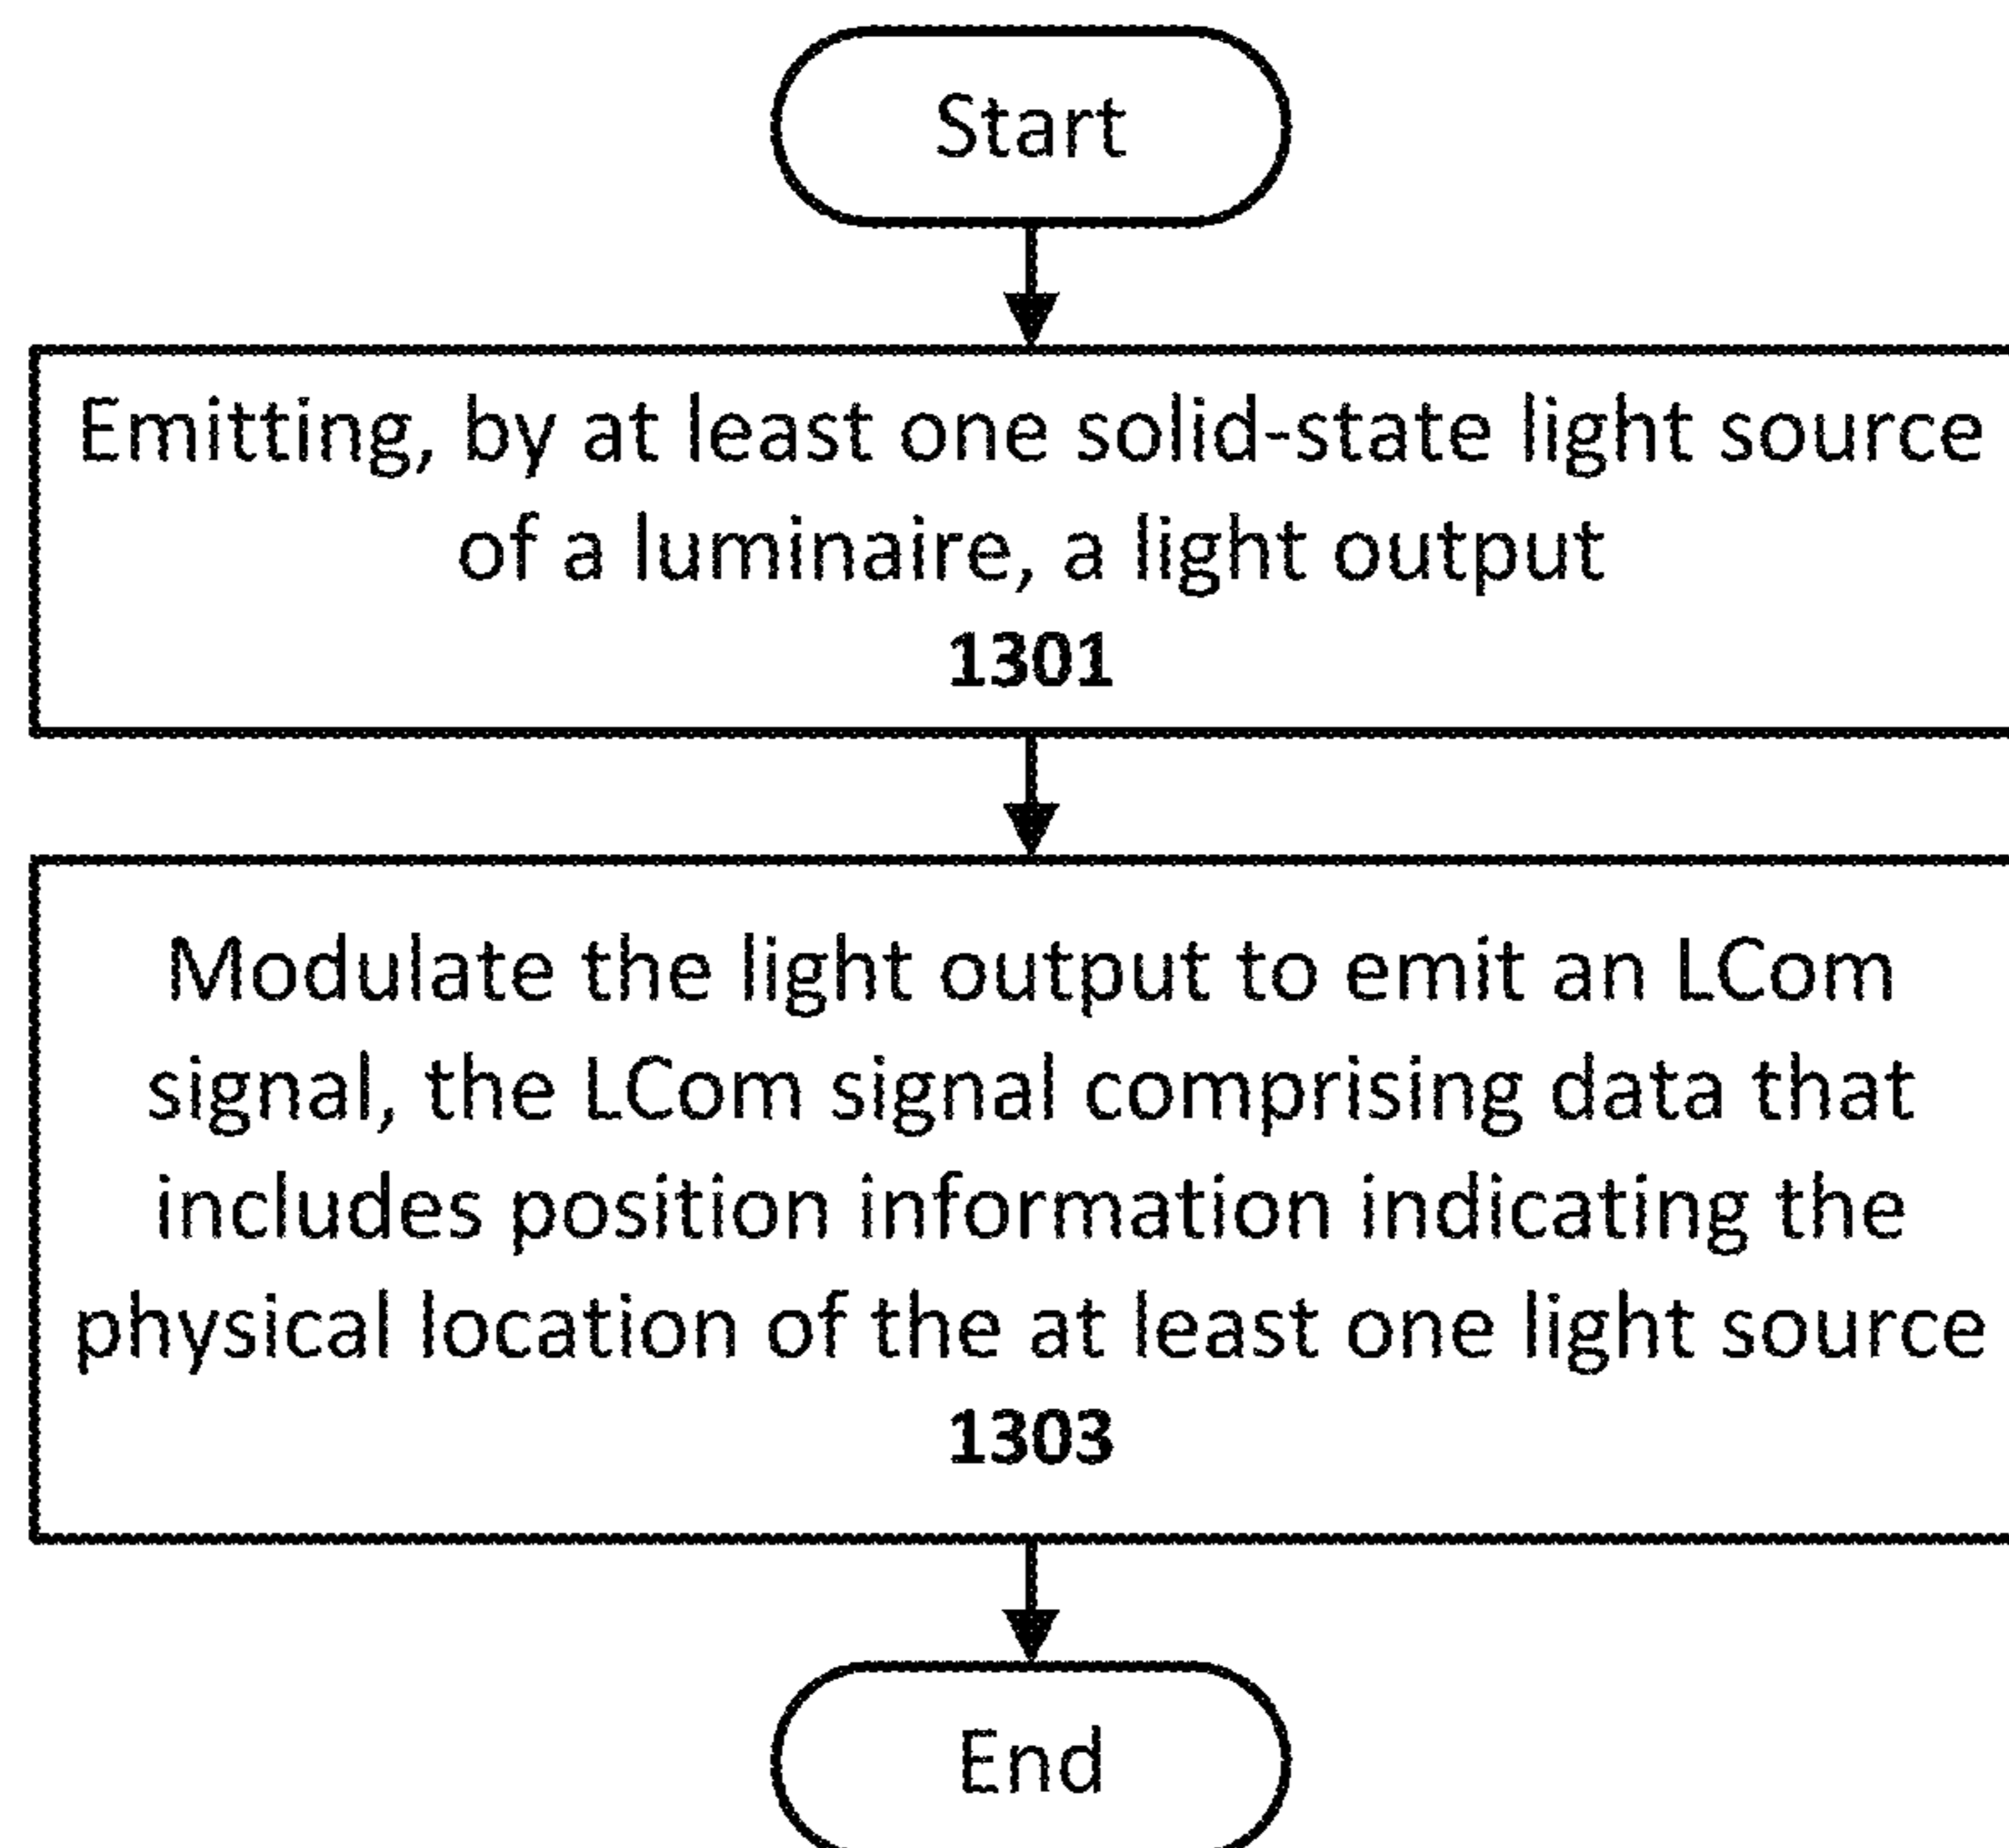 Start
Emitting, by at least one solid-state light source
of a luminaire, a light output
1301
Modulate the light output to emit an LCom
signal, the LCom signal comprising data that
includes position information indicating the
physical location of the at least one light source
1303
End